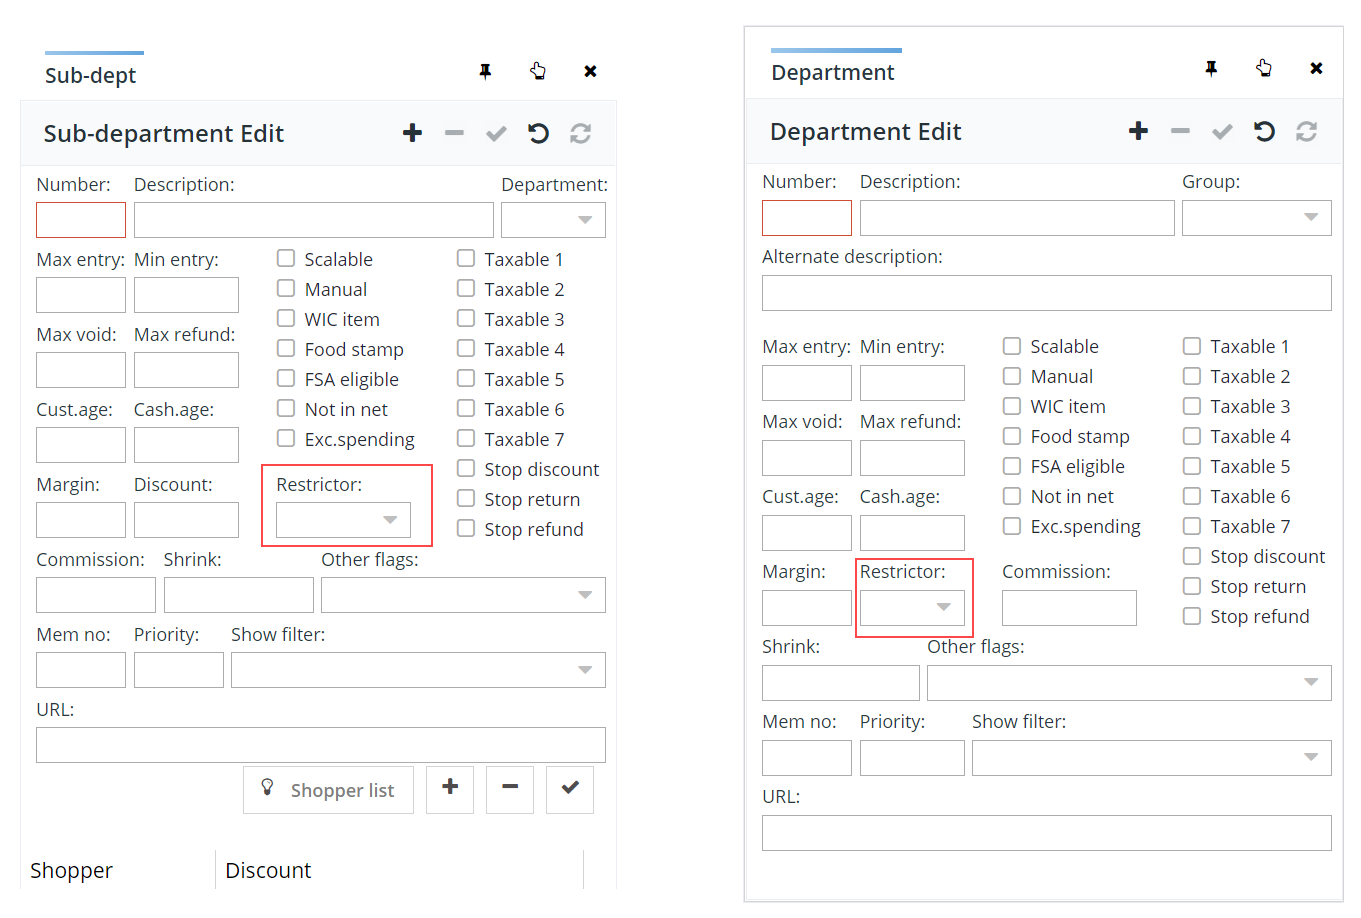 Sub-dept
Sub-department Edit
Number: Description: Department:
Max entry: Min entry: Scalable Taxable 1
Manual Taxable 2
WIC item Taxable 3
Max void: Max refund: Food stamp Taxable 4
FSA eligible Taxable 5
Cust.age: Cash.age: Not in net Taxable 6
Exc.spending Taxable 7
Stop discount
Margin: Discount: Restrictor: Stop return
Stop refund
Commission: Shrink: Other flags:
Mem no: Priority: Show filter:
URL:
Shopper list
Shopper Discount
Department
Department Edit
Number: Description: Group:
Alternate description:
Max entry: Min entry: Scalable Taxable 1
Manual Taxable 2
WIC item Taxable 3
Max void: Max refund: Food stamp Taxable 4
FSA eligible Taxable 5
Cust.age: Cash.age: Not in net Taxable 6
Exc.spending Taxable 7
Stop discount
Margin: Restrictor: Commission: Stop return
Stop refund
Shrink: Other flags:
Mem no: Priority: Show filter:
URL: